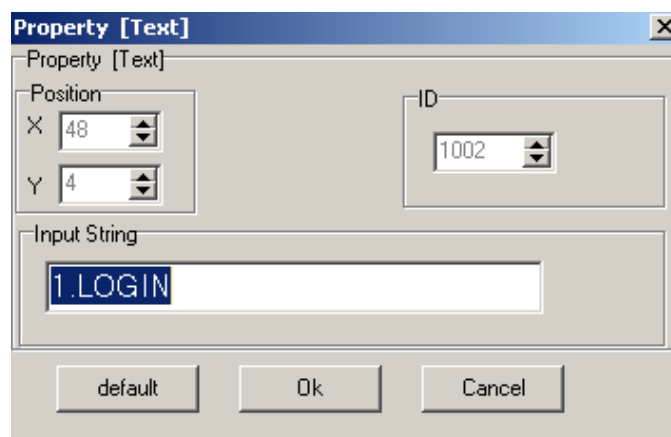 Property [Text]
Property [Text]
Position
ID
X 48
1002
Y 4
Input String
1.LOGIN
default Ok Cancel